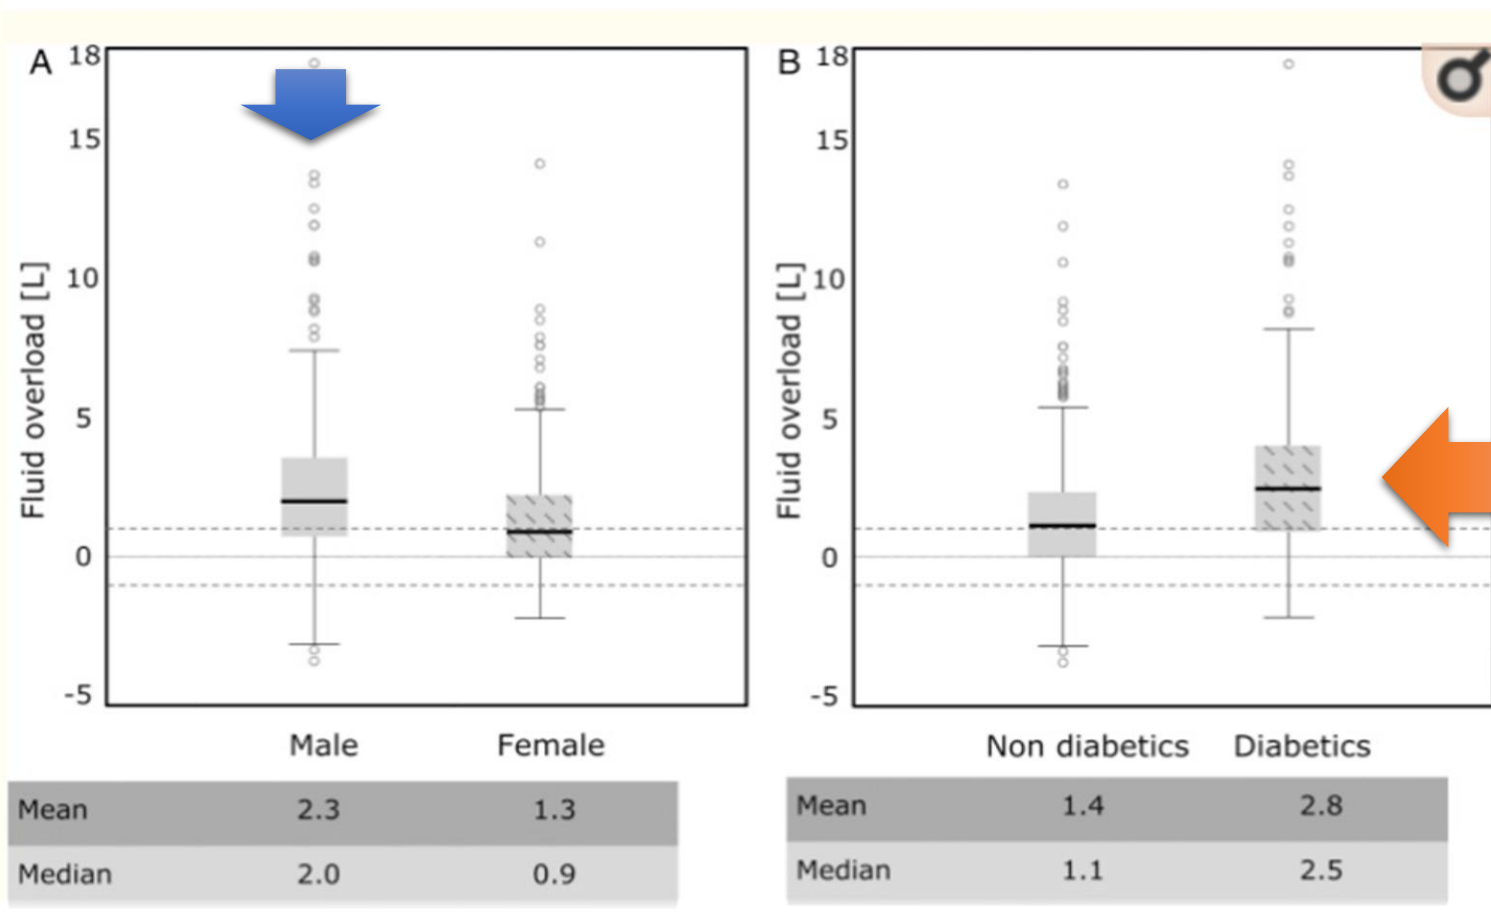 A
18
15
10
5
0
-5
Fluid overload [L]
Male Female
Mean 2.3 1.3
Median 2.0 0.9
B
18
15
10
5
0
-5
Fluid overload [L]
Non diabetics Diabetics
Mean 1.4 2.8
Median 1.1 2.5